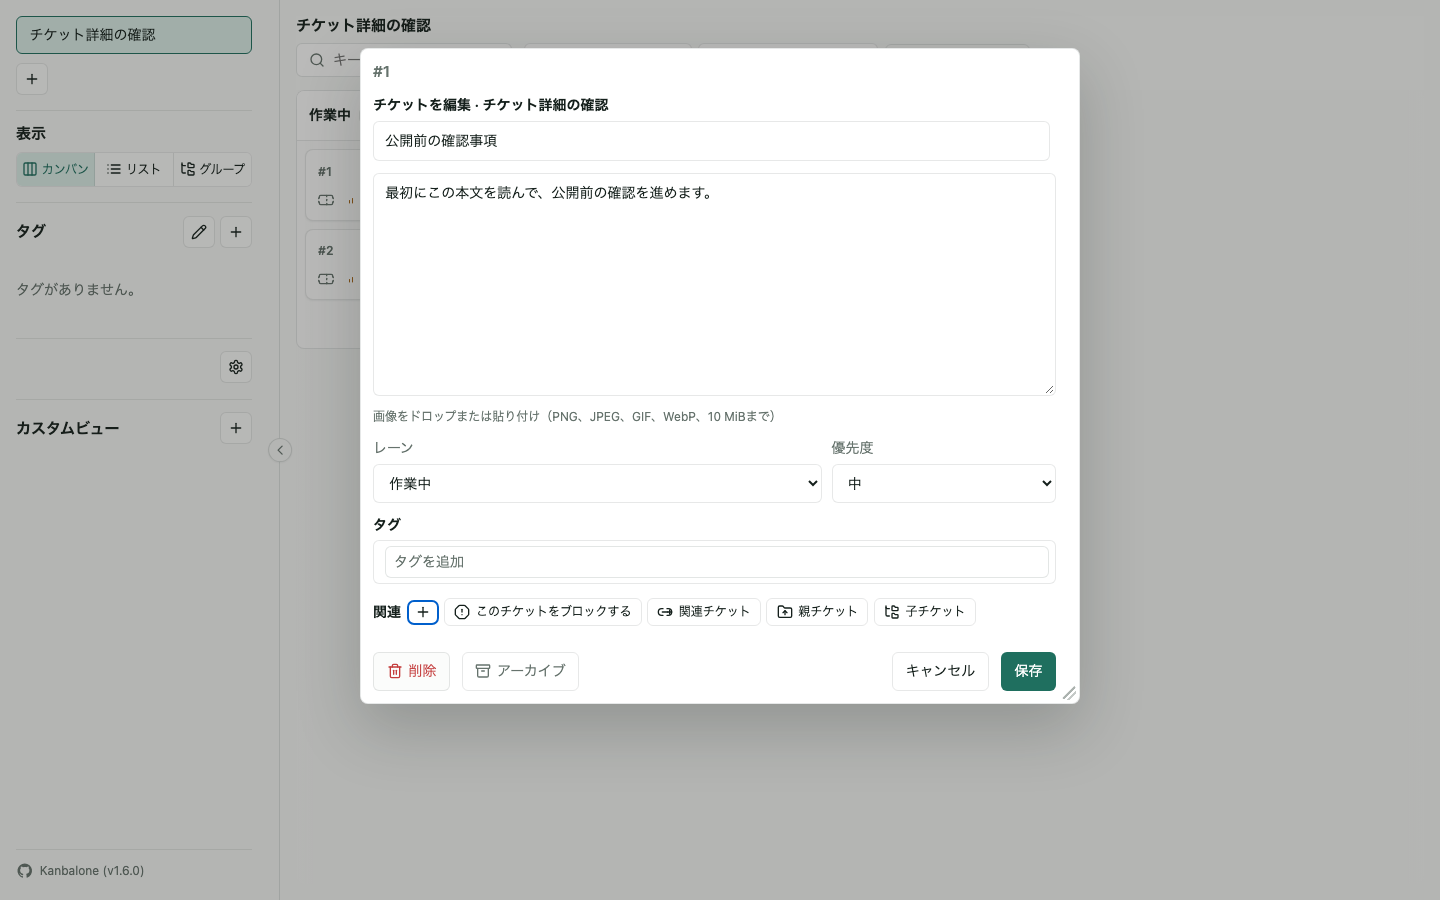 チケット詳細の確認
表示
カンバン
リスト
グループ
タグ
タグがありません。
カスタムビュー
Kanbalone (v1.6.0)
チケット詳細の確認
キー
作業中
#1
#2
#1
チケットを編集 · チケット詳細の確認
公開前の確認事項
最初にこの本文を読んで、公開前の確認を進めます。
画像をドロップまたは貼り付け（PNG、JPEG、GIF、WebP、10 MiBまで）
レーン
優先度
作業中
中
タグ
タグを追加
関連
このチケットをブロックする
関連チケット
親チケット
子チケット
削除
アーカイブ
キャンセル
保存